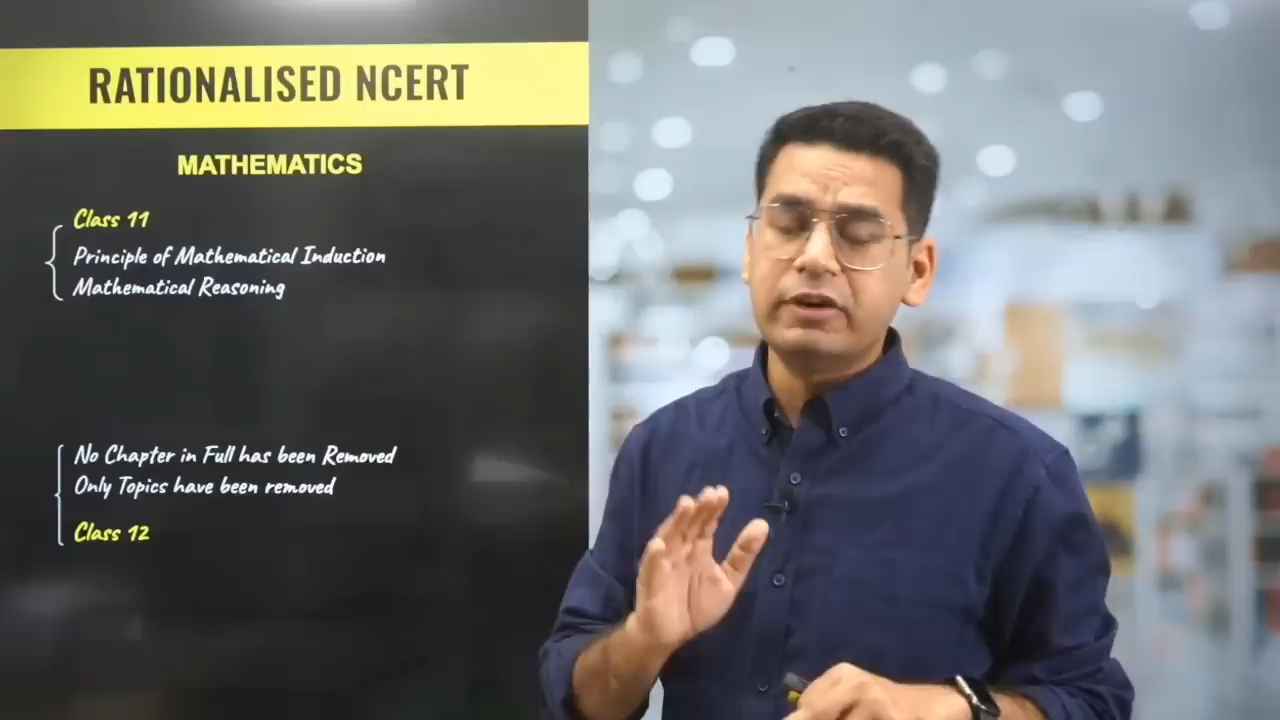 RATIONALISED NCERT
MATHEMATICS
Class 11
Principle of Mathematical Induction
Mathematical Reasoning
No Chapter in Full has been Removed
Only Topics have been removed
Class 12